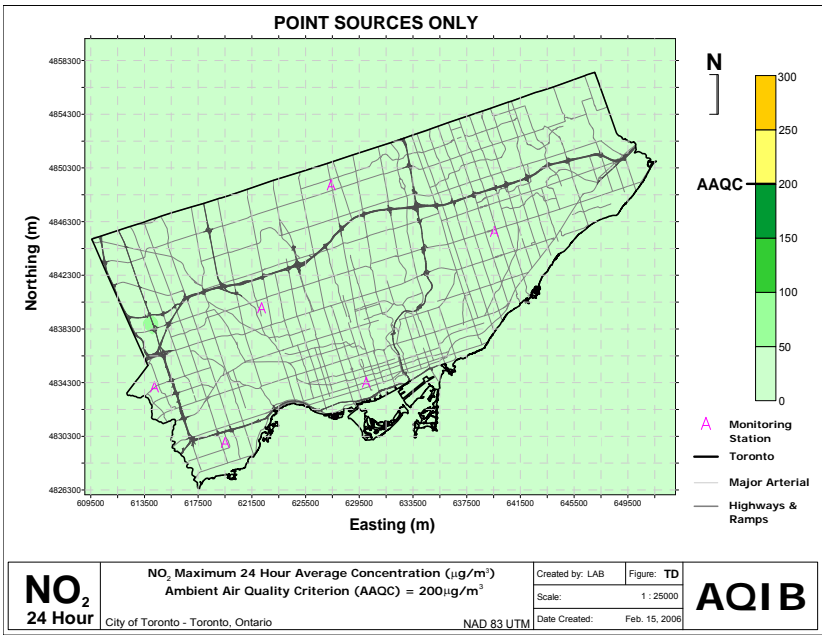 POINT SOURCES ONLY
4858300
4854300
4850300
4846300
4842300
4838300
4834300
4830300
4826300
Northing (m)
609500 613500 617500 621500 625500 629500 633500 637500 641500 645500 649500
Easting (m)
A
A
A
A
A
A
N
300
250
AAQC 200
150
100
50
0
A Monitoring
Station
Toronto
Major Arterial
Highways &
Ramps
NO2
24 Hour
NO2 Maximum 24 Hour Average Concentration (µg/m³)
Ambient Air Quality Criterion (AAQC) = 200µg/m³
City of Toronto - Toronto, Ontario NAD 83 UTM
Created by: LAB Figure: TD
Scale: 1 : 25000
Date Created: Feb. 15, 2006
AQIB